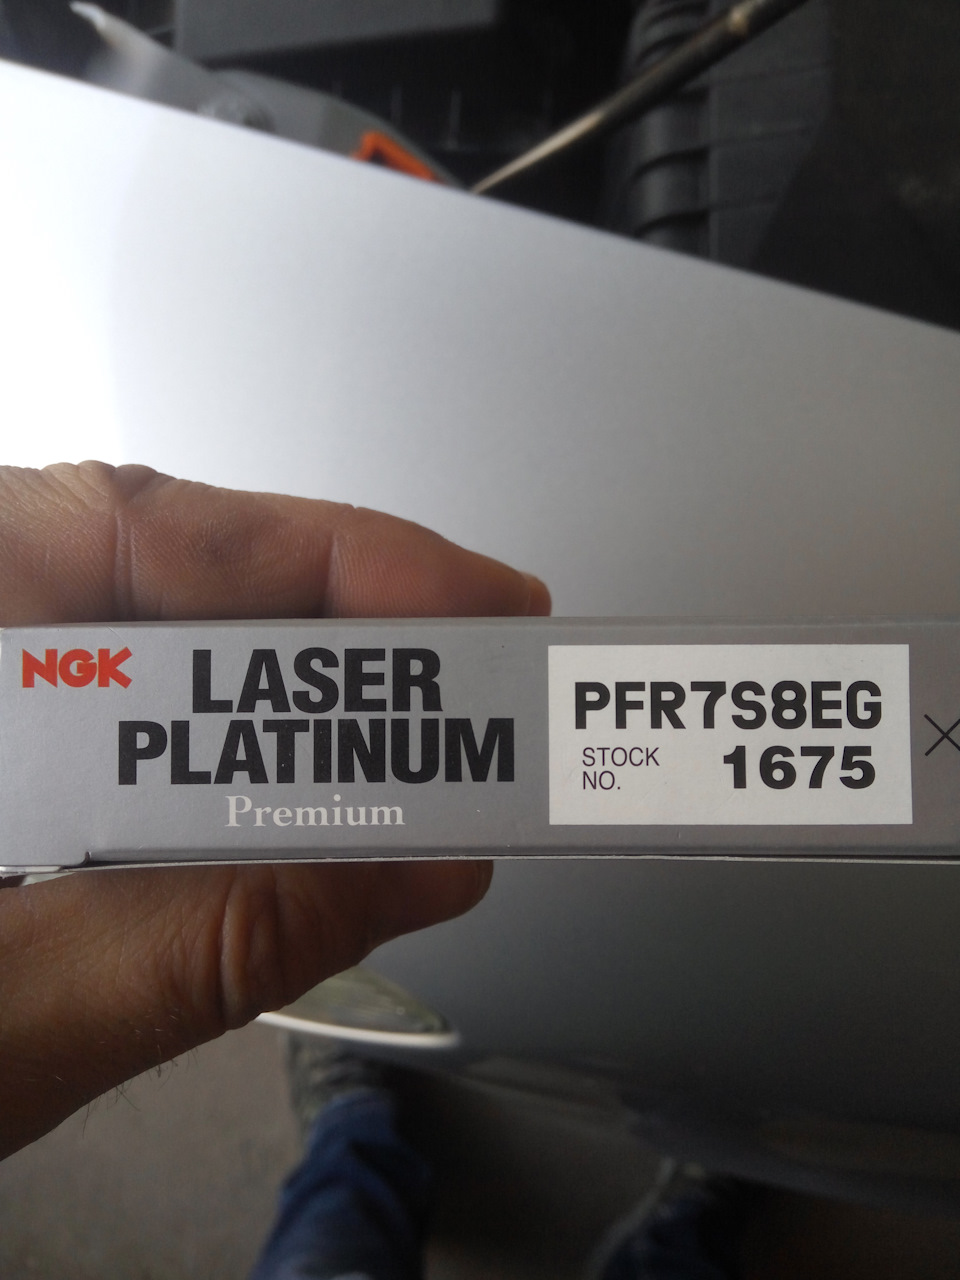 NGK
LASER
PLATINUM
Premium
PFR7S8EG
STOCK NO. 1675
X